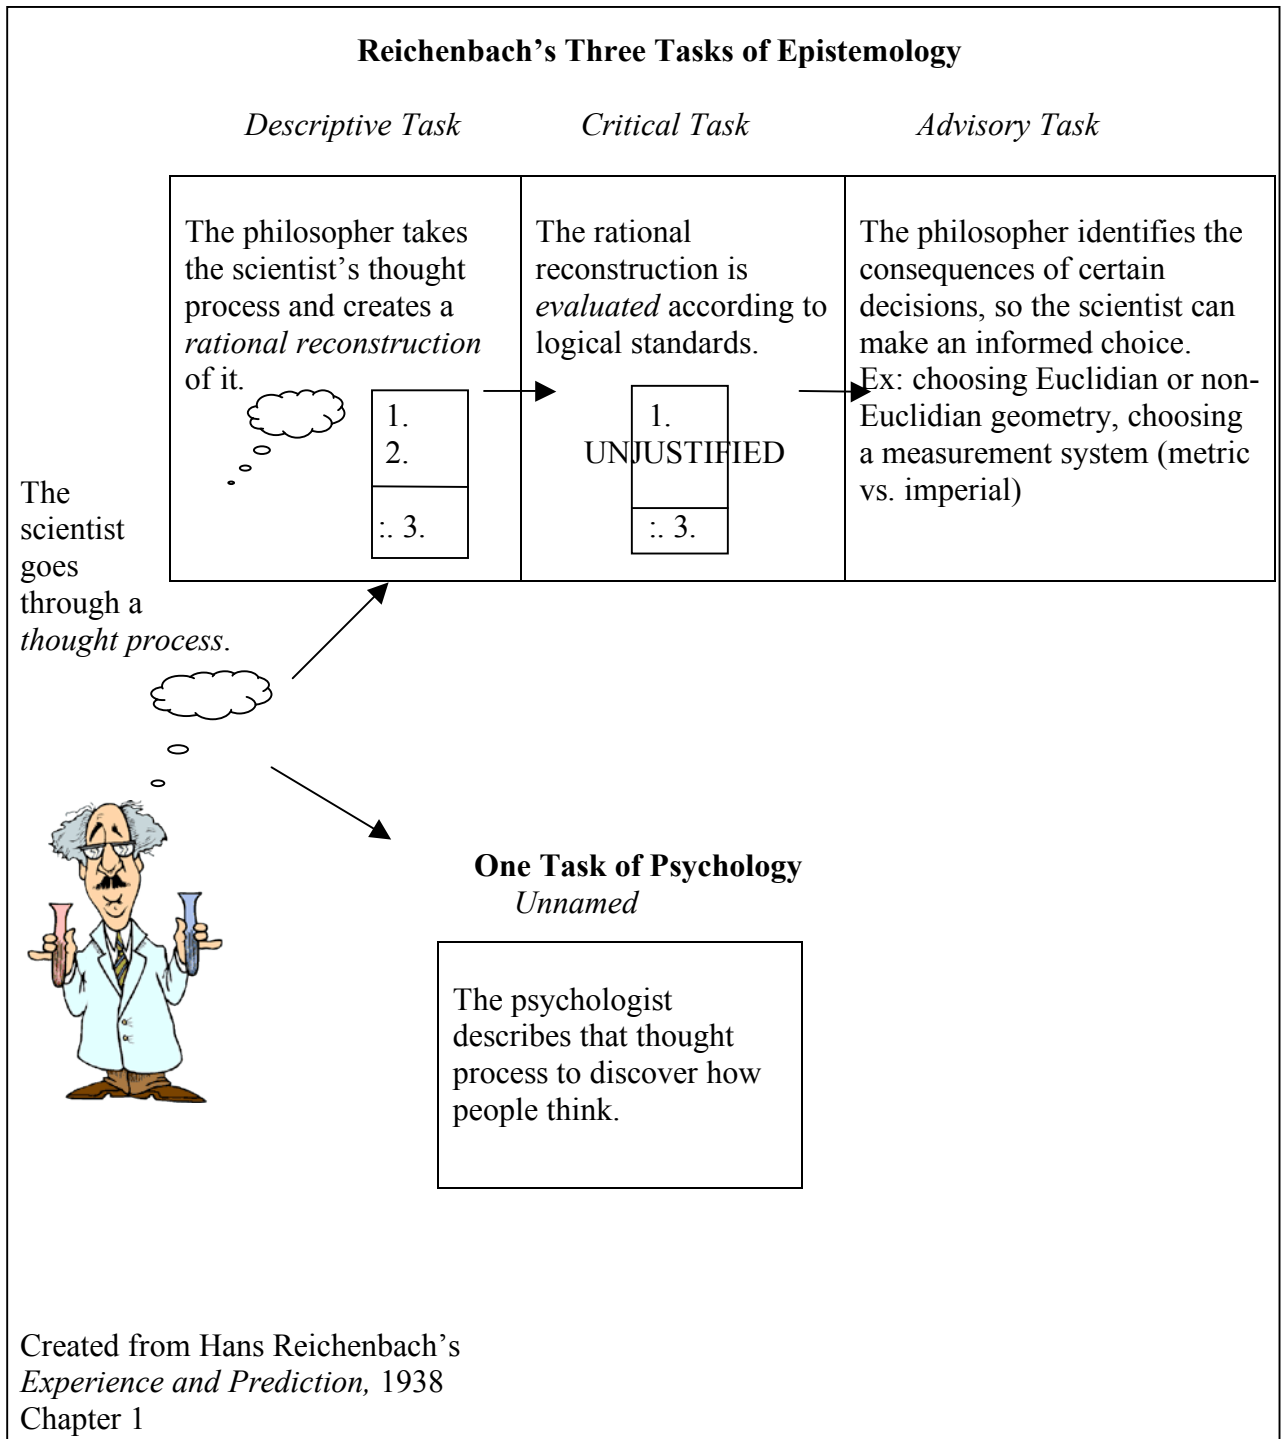 Reichenbach’s Three Tasks of Epistemology
Descriptive Task
Critical Task
Advisory Task
The philosopher takes
the scientist’s thought
process and creates a
rational reconstruction
of it.
1.
2.
:. 3.
The rational
reconstruction is
evaluated according to
logical standards.
1.
UNJUSTIFIED
:. 3.
The philosopher identifies the
consequences of certain
decisions, so the scientist can
make an informed choice.
Ex: choosing Euclidian or non-
Euclidian geometry, choosing
a measurement system (metric
vs. imperial)
The
scientist
goes
through a
thought process.
One Task of Psychology
Unnamed
The psychologist
describes that thought
process to discover how
people think.
Created from Hans Reichenbach’s
Experience and Prediction, 1938
Chapter 1